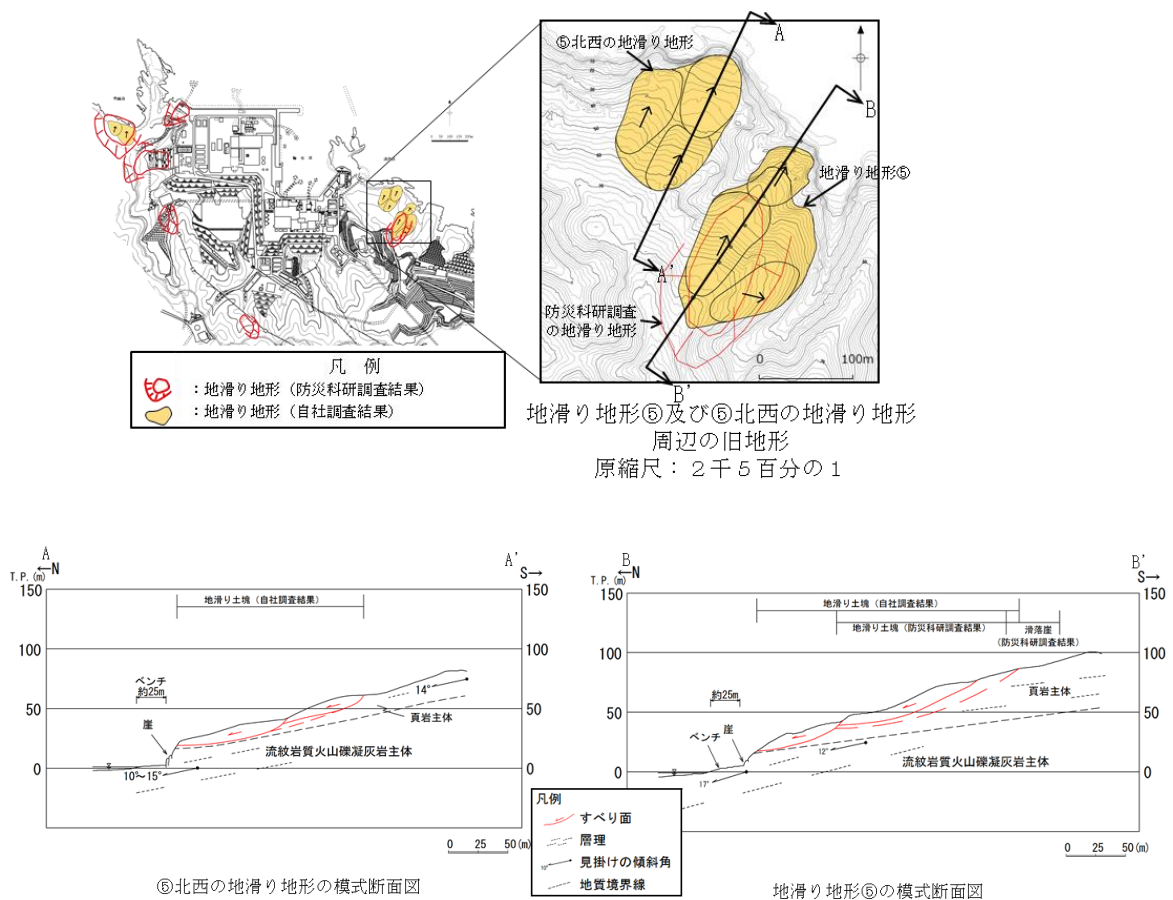 ⑤北西の地滑り地形
A
B
地滑り地形⑤
A'
防災科研調査
の地滑り地形
0 100m
B'
凡 例
:地滑り地形(防災科研調査結果)
:地滑り地形(自社調査結果)
地滑り地形⑤及び⑤北西の地滑り地形
周辺の旧地形
原縮尺:2千5百分の1
A
←N
A'
S→
T.P.(m)
150
100
50
0
150
100
50
0
地滑り土塊(自社調査結果)
ベンチ
約25m
崖
14°
頁岩主体
流紋岩質火山礫凝灰岩主体
10°~15°
0 25 50(m)
⑤北西の地滑り地形の模式断面図
B
←N
B'
S→
T.P.(m)
150
100
50
0
150
100
50
0
地滑り土塊(自社調査結果)
地滑り土塊(防災科研調査結果)
滑落崖
(防災科研調査結果)
約25m
ベンチ
崖
頁岩主体
12°
流紋岩質火山礫凝灰岩主体
17°
0 25 50(m)
地滑り地形⑤の模式断面図
凡例
すべり面
層理
10°
見掛けの傾斜角
地質境界線